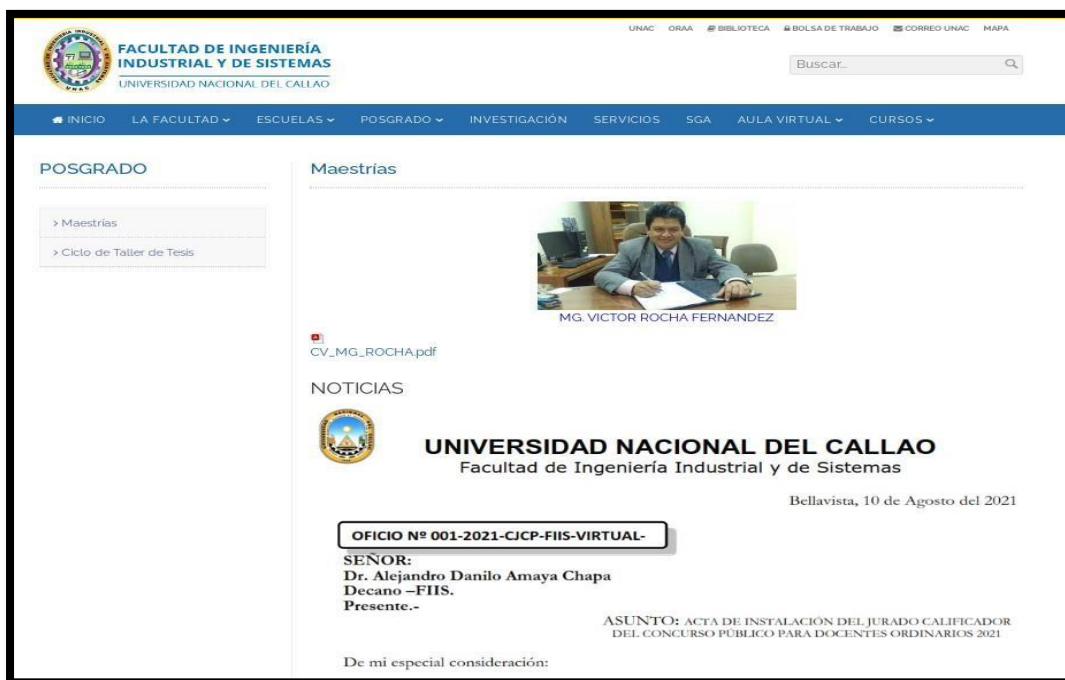 UNAC ORAA BIBLIOTECA BOLSA DE TRABAJO CORREO UNAC MAPA
FACULTAD DE INGENIERÍA
INDUSTRIAL Y DE SISTEMAS
UNIVERSIDAD NACIONAL DEL CALLAO
Buscar...
INICIO LA FACULTAD ESCUELAS POSGRADO INVESTIGACIÓN SERVICIOS SGA AULA VIRTUAL CURSOS
POSGRADO
> Maestrías
> Ciclo de Taller de Tesis
Maestrías
MG. VICTOR ROCHA FERNANDEZ
CV_MG_ROCHA.pdf
NOTICIAS
UNIVERSIDAD NACIONAL DEL CALLAO
Facultad de Ingeniería Industrial y de Sistemas
Bellavista, 10 de Agosto del 2021
OFICIO Nº 001-2021-CJCP-FIIS-VIRTUAL-
SEÑOR:
Dr. Alejandro Danilo Amaya Chapa
Decano –FIIS.
Presente.-
ASUNTO: ACTA DE INSTALACIÓN DEL JURADO CALIFICADOR
DEL CONCURSO PÚBLICO PARA DOCENTES ORDINARIOS 2021
De mi especial consideración: